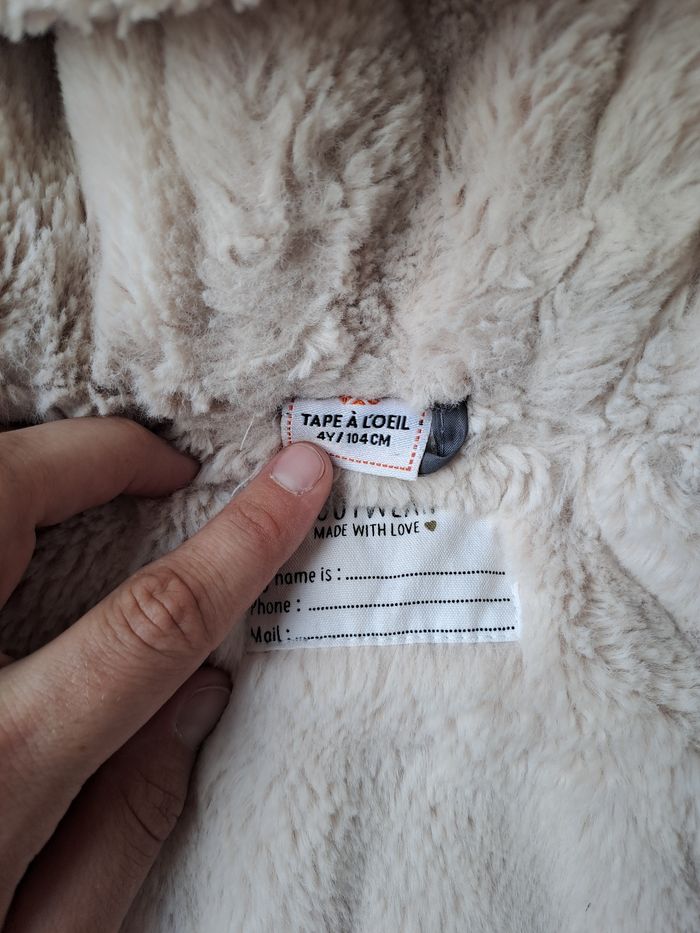 TAPE À L'OEIL
4Y / 104 CM
MADE WITH LOVE
name is :
Phone :
Mail :